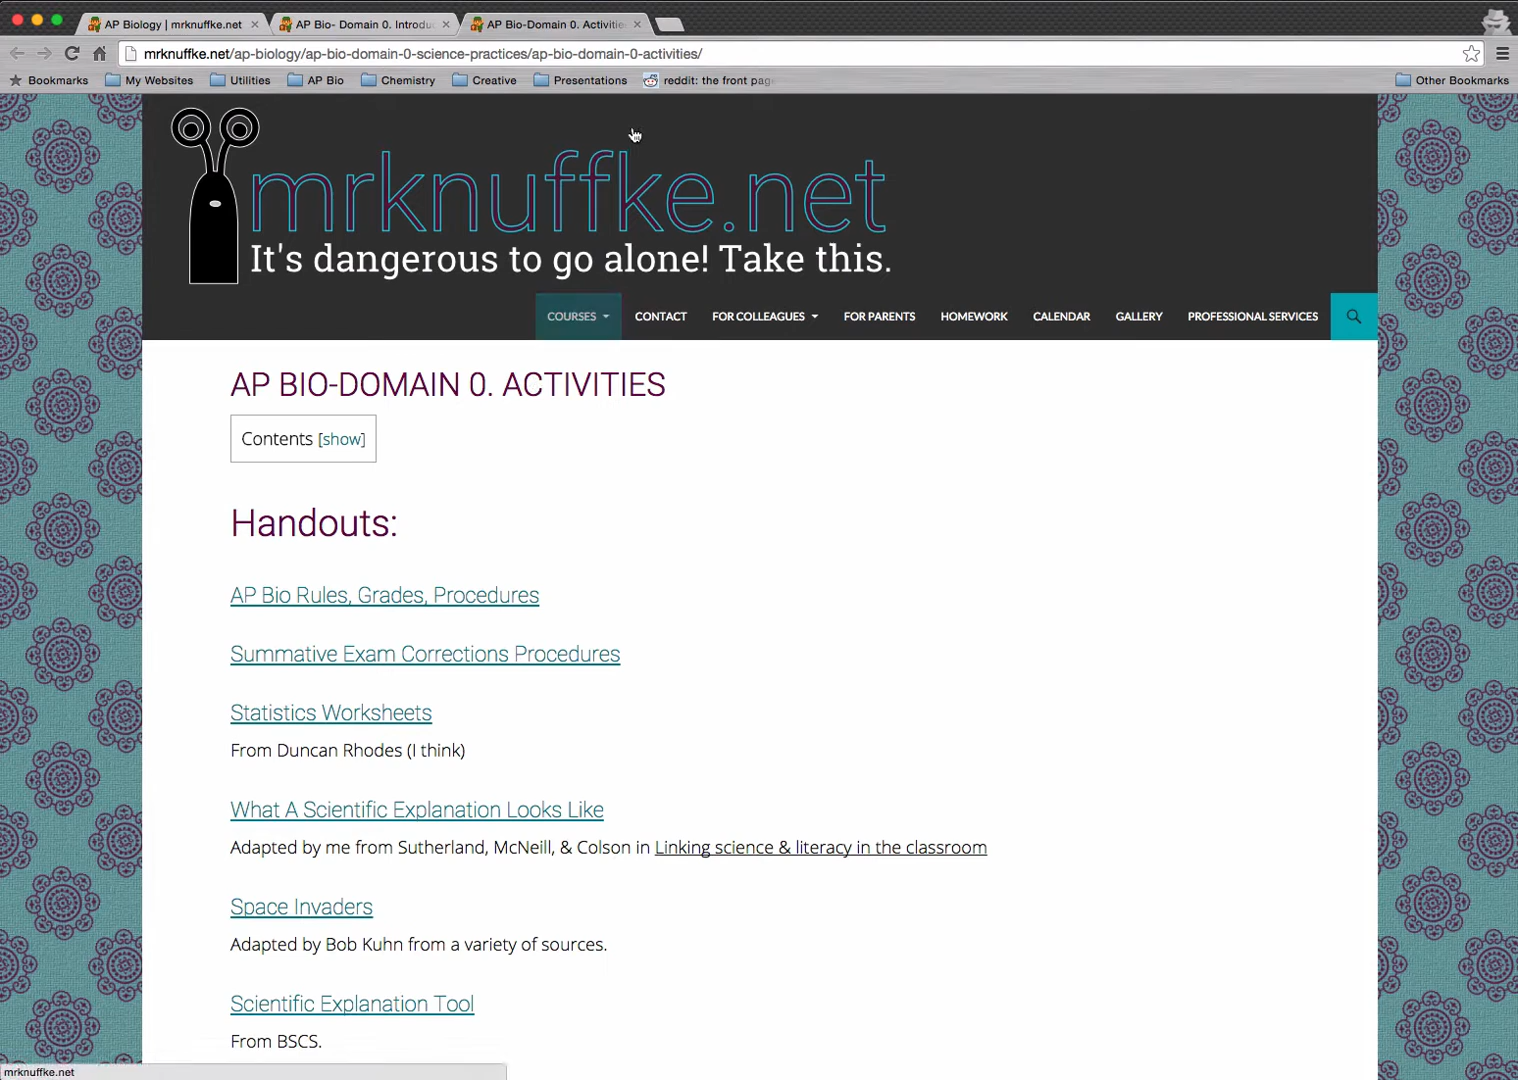 AP Biology | mrknuffke.net
AP Bio- Domain 0. Introdu
AP Bio-Domain 0. Activitie
mrknuffke.net/ap-biology/ap-bio-domain-0-science-practices/ap-bio-domain-0-activities/
Bookmarks My Websites Utilities AP Bio Chemistry Creative Presentations reddit: the front pag Other Bookmarks
mrknuffke.net
It's dangerous to go alone! Take this.
COURSES CONTACT FOR COLLEAGUES FOR PARENTS HOMEWORK CALENDAR GALLERY PROFESSIONAL SERVICES
AP BIO-DOMAIN 0. ACTIVITIES
Contents [show]
Handouts:
AP Bio Rules, Grades, Procedures
Summative Exam Corrections Procedures
Statistics Worksheets
From Duncan Rhodes (I think)
What A Scientific Explanation Looks Like
Adapted by me from Sutherland, McNeill, & Colson in Linking science & literacy in the classroom
Space Invaders
Adapted by Bob Kuhn from a variety of sources.
Scientific Explanation Tool
From BSCS.
mrknuffke.net